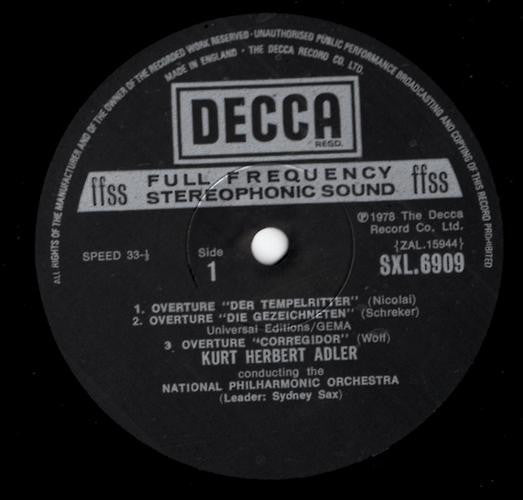 ALL RIGHTS OF THE MANUFACTURER AND OF THE OWNER OF THE RECORDED WORK RESERVED · UNAUTHORISED PUBLIC PERFORMANCE BROADCASTING AND COPYING OF THIS RECORD PROHIBITED
MADE IN ENGLAND · THE DECCA RECORD CO. LTD.
DECCA
REGD.
ffss FULL FREQUENCY STEREOPHONIC SOUND ffss
℗1978 The Decca
Record Co. Ltd.
SPEED 33-⅓
Side
1
{ZAL.15944}
SXL.6909
1. OVERTURE "DER TEMPELRITTER" (Nicolai)
2. OVERTURE "DIE GEZEICHNETEN" (Schreker)
Universal Editions/GEMA
3 OVERTURE "CORREGIDOR" (Wolf)
KURT HERBERT ADLER
conducting the
NATIONAL PHILHARMONIC ORCHESTRA
(Leader: Sydney Sax)